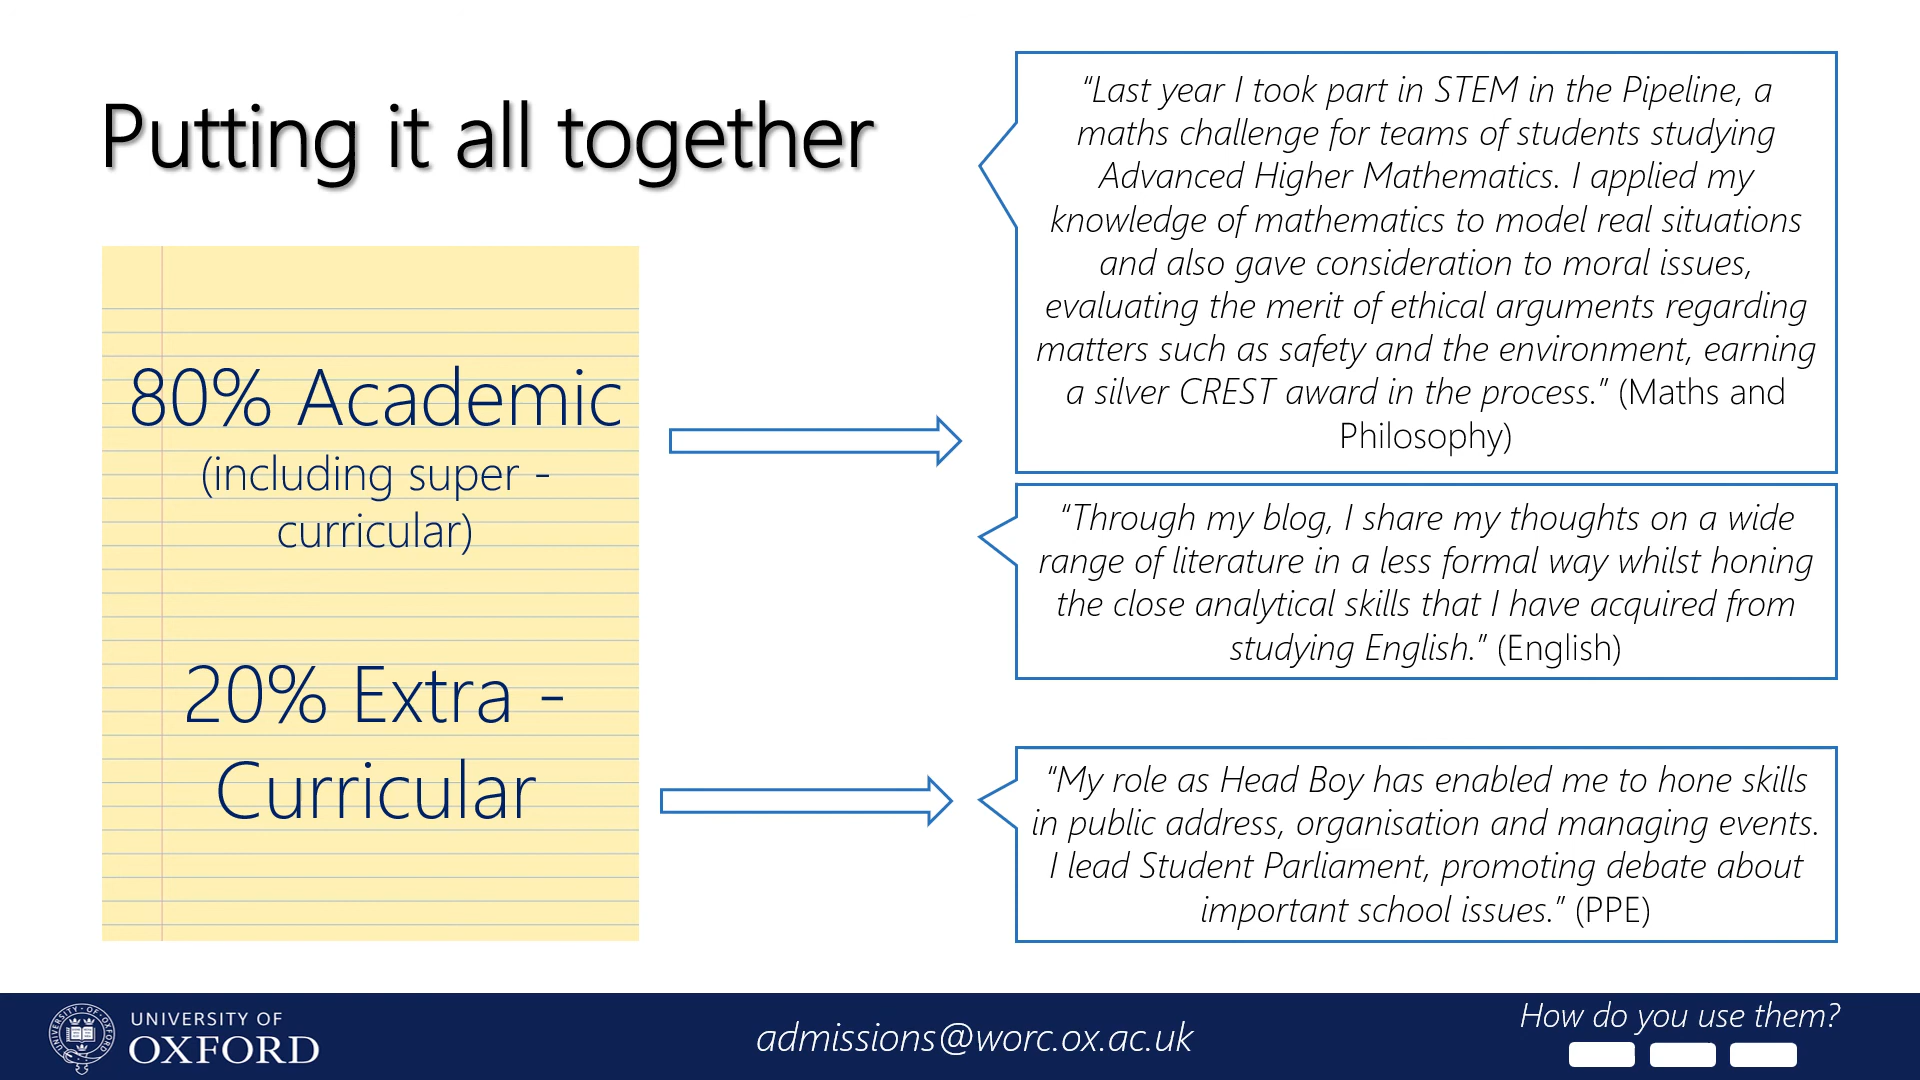 Putting it all together
80% Academic
(including super -
curricular)
20% Extra -
Curricular
“Last year I took part in STEM in the Pipeline, a
maths challenge for teams of students studying
Advanced Higher Mathematics. I applied my
knowledge of mathematics to model real situations
and also gave consideration to moral issues,
evaluating the merit of ethical arguments regarding
matters such as safety and the environment, earning
a silver CREST award in the process.” (Maths and
Philosophy)
“Through my blog, I share my thoughts on a wide
range of literature in a less formal way whilst honing
the close analytical skills that I have acquired from
studying English.” (English)
“My role as Head Boy has enabled me to hone skills
in public address, organisation and managing events.
I lead Student Parliament, promoting debate about
important school issues.” (PPE)
UNIVERSITY OF
OXFORD
admissions@worc.ox.ac.uk
How do you use them?